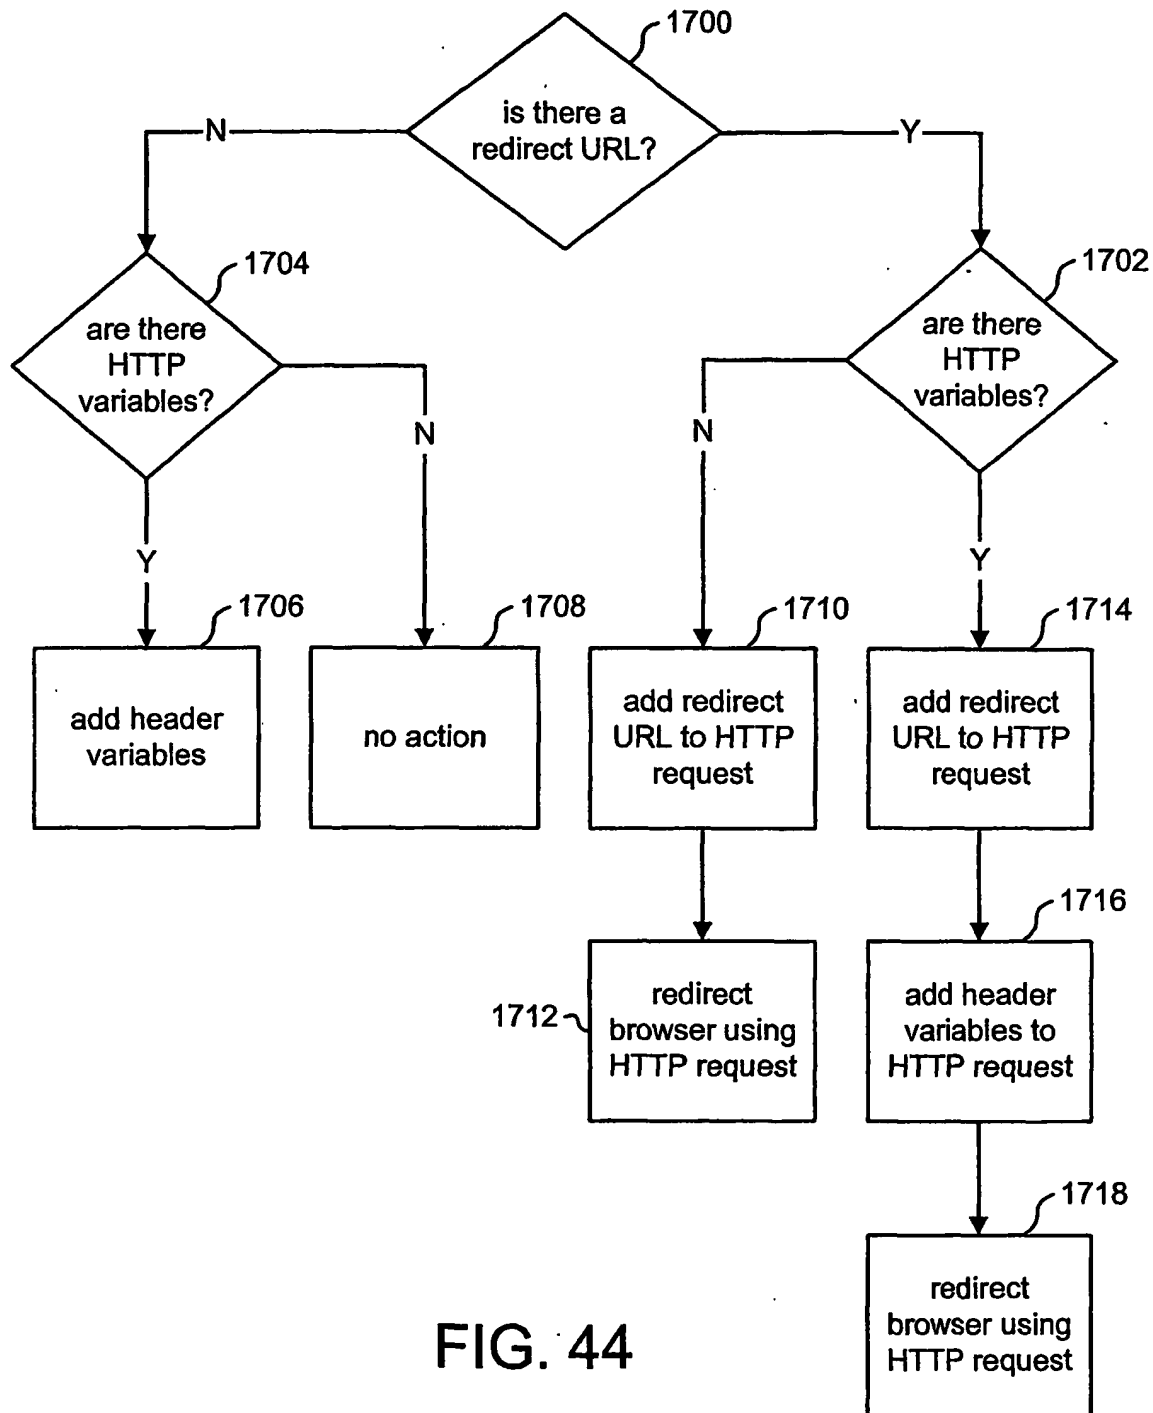 1700
is there a
redirect URL?
N
Y
1704
1702
are there
HTTP
variables?
are there
HTTP
variables?
N
N
Y
Y
1706
1708
1710
1714
add header
variables
no action
add redirect
URL to HTTP
request
add redirect
URL to HTTP
request
1716
1712
redirect
browser using
HTTP request
add header
variables to
HTTP request
1718
redirect
browser using
HTTP request
FIG. 44